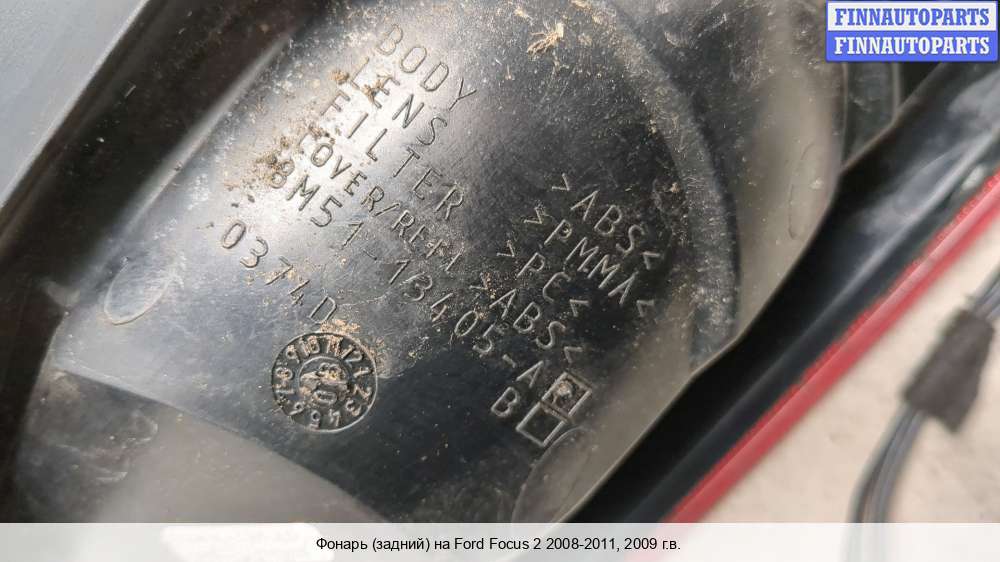 FINNAUTOPARTS
FINNAUTOPARTS
BODY >ABS<
LENS >PMMA<
FILTER >PC<
COVER/REFL >ABS<
8M51-13405-A R
0374D B
Фонарь (задний) на Ford Focus 2 2008-2011, 2009 г.в.